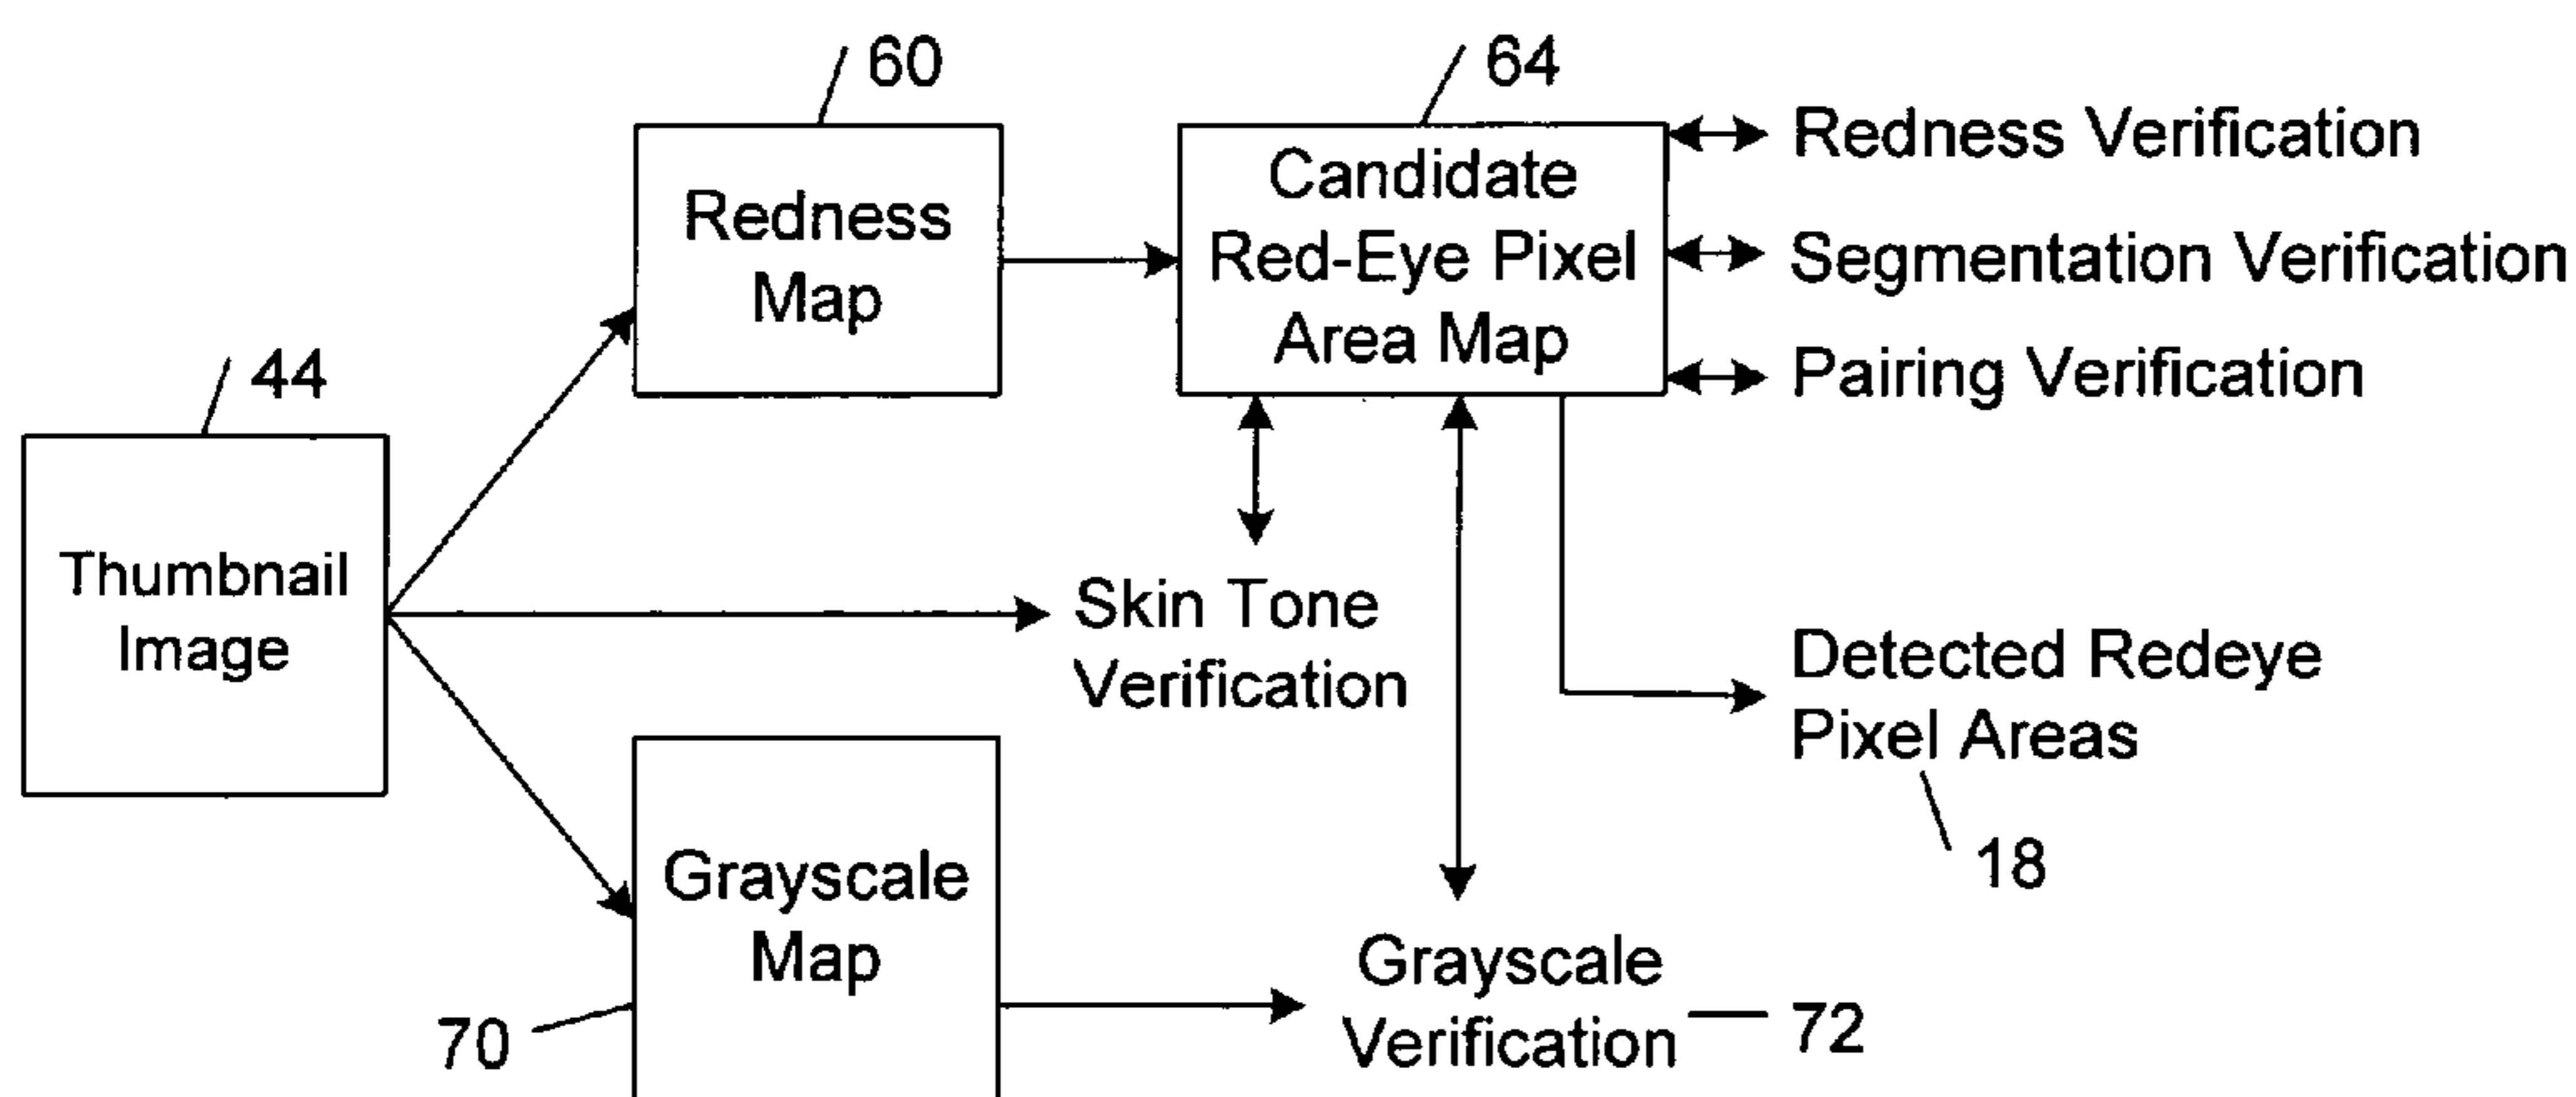 60
64
Redness
Map
Candidate
Red-Eye Pixel
Area Map
Redness Verification
Segmentation Verification
Pairing Verification
44
Thumbnail
Image
Skin Tone
Verification
Detected Redeye
Pixel Areas
18
Grayscale
Map
70
Grayscale
Verification
72